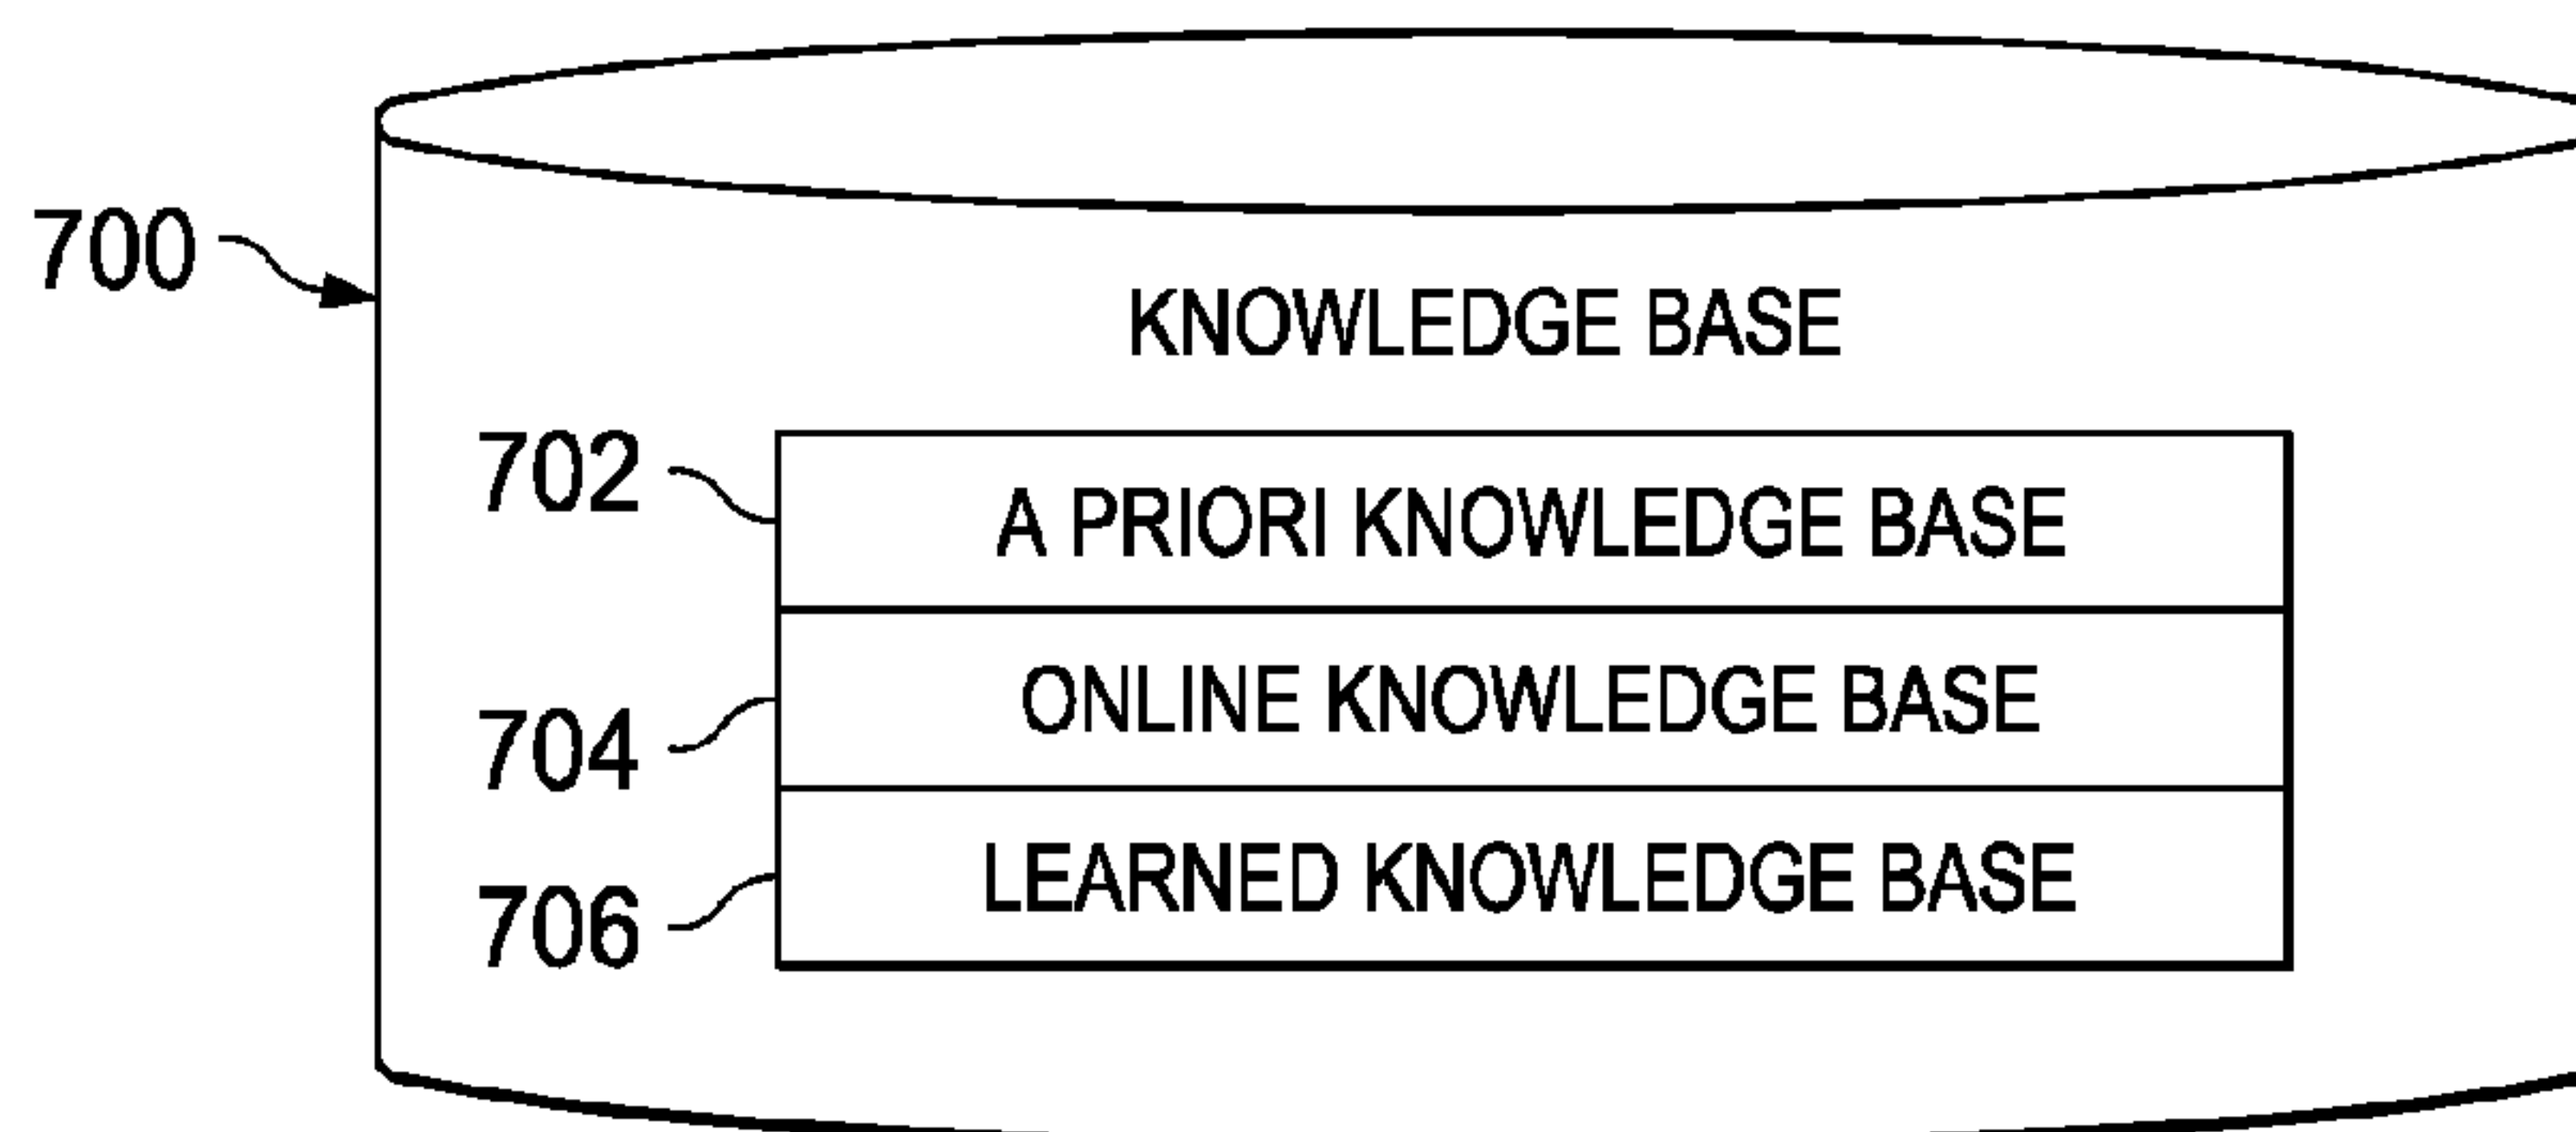 700
KNOWLEDGE BASE
702
A PRIORI KNOWLEDGE BASE
704
ONLINE KNOWLEDGE BASE
706
LEARNED KNOWLEDGE BASE